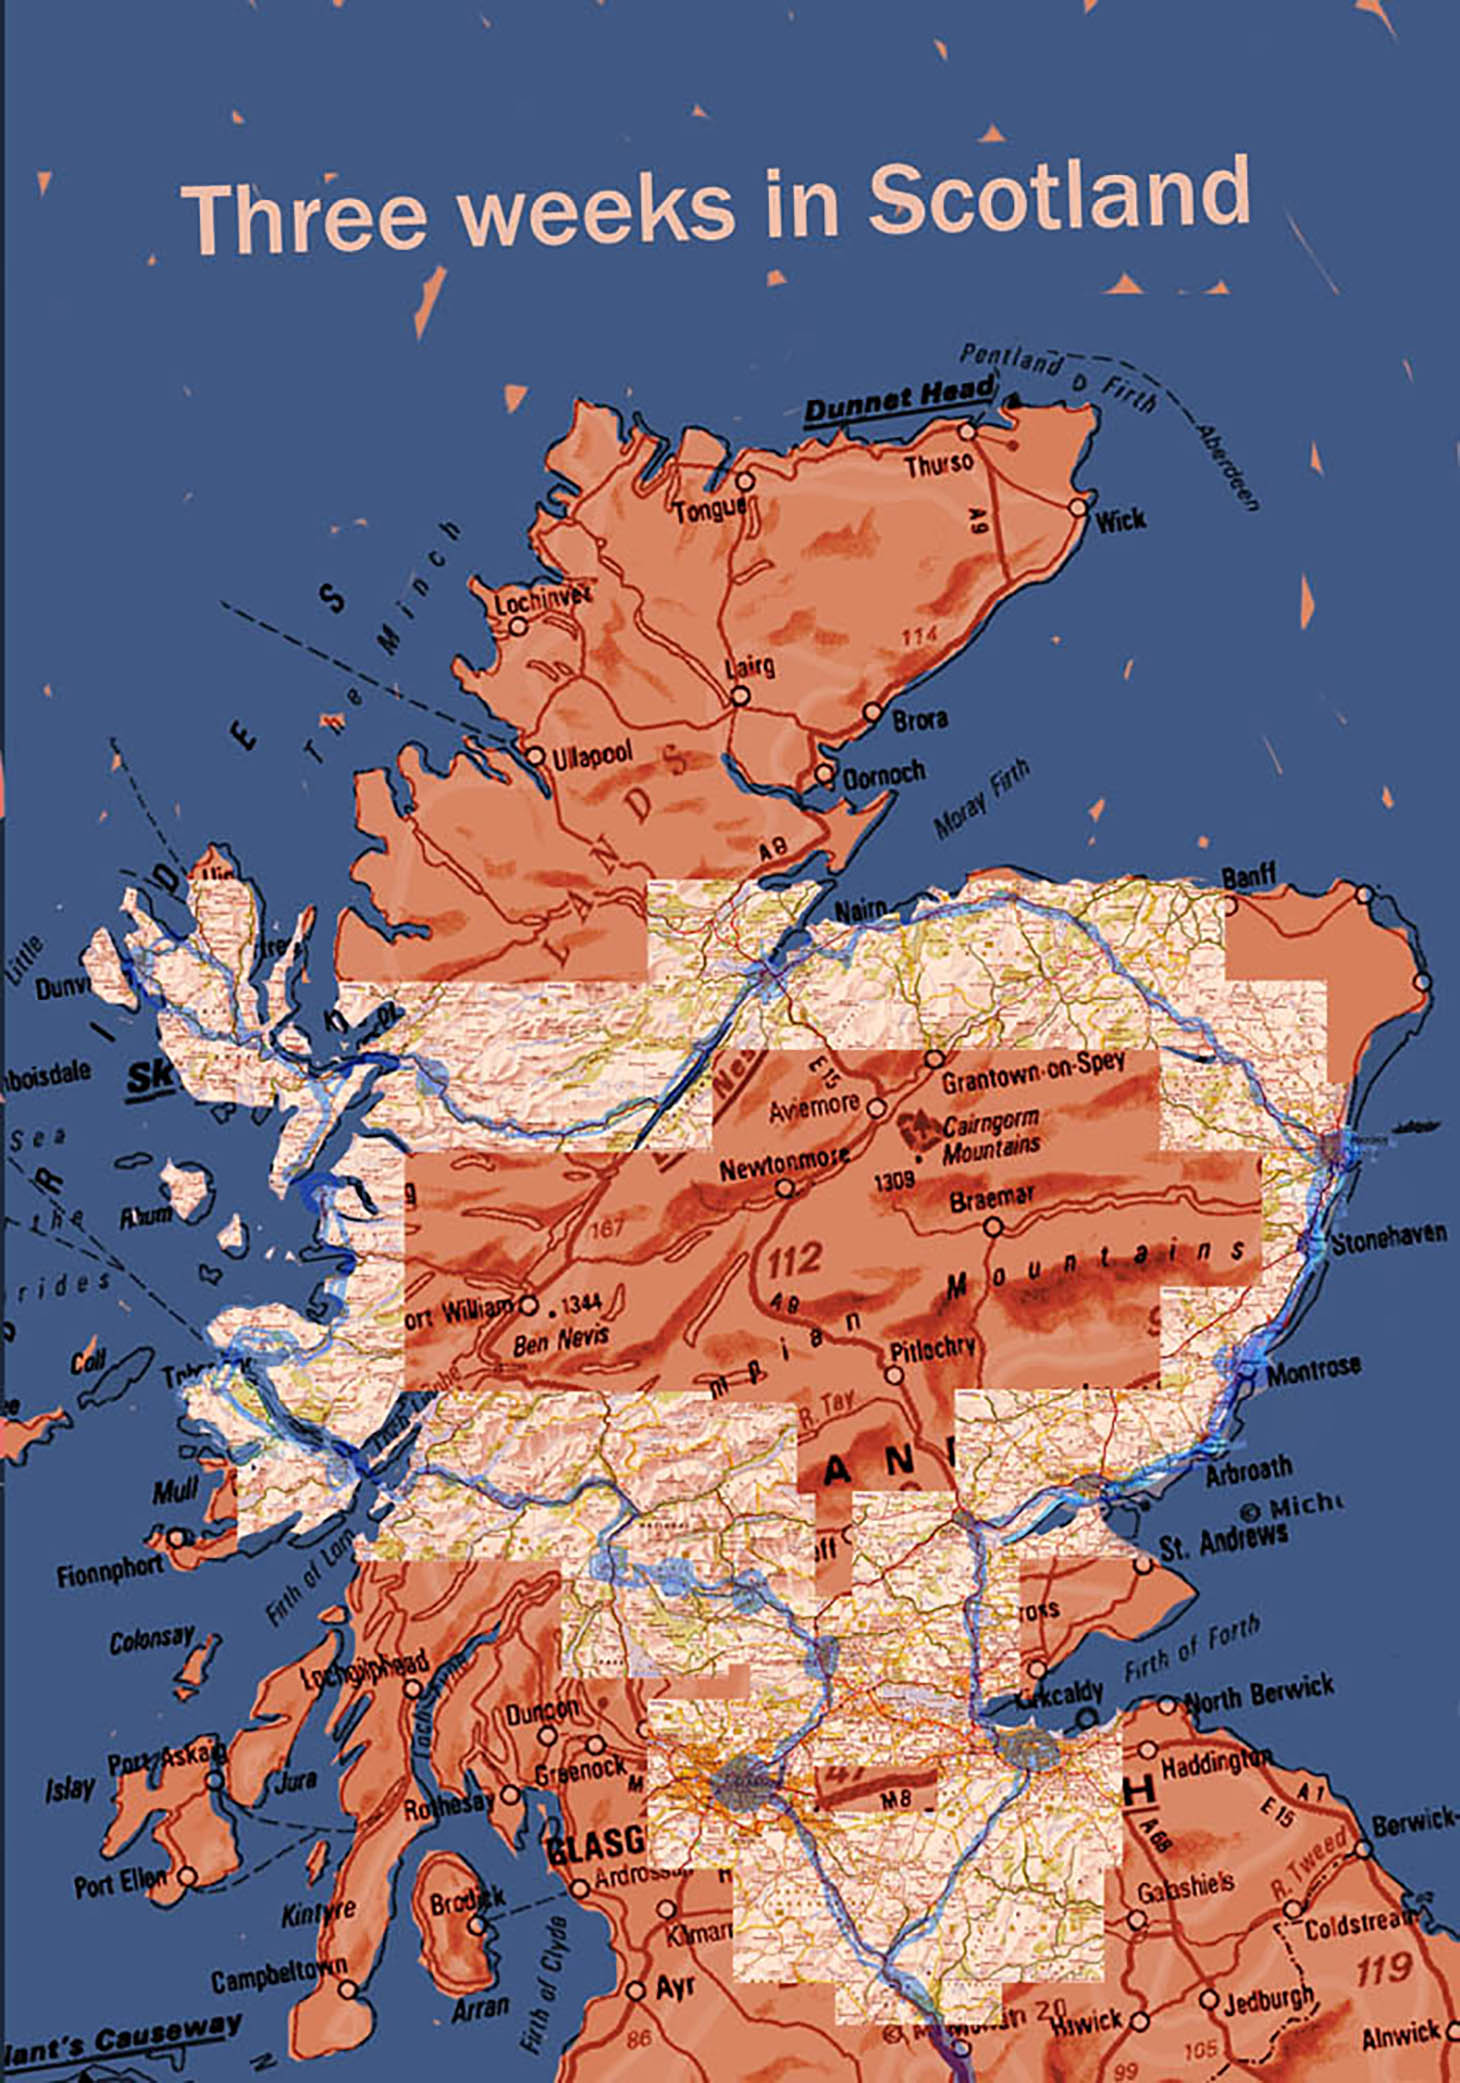 Three weeks in Scotland
Pentland Firth
Dunnet Head
Aberdeen
Thurso
Tongue
A9
Wick
The Minch
Lochinver
114
Lairg
Brora
Ullapool
Dornoch
Moray Firth
A9
Banff
Nairn
Little
Dunv
E15
Grantown-on-Spey
Aviemore
Cairngorm
Mountains
boisdale
Sk
Sea
Newtonmore
1309
Braemar
Rhum
the
167
112
Mountains
Stonehaven
rides
ort William
1344
Ben Nevis
A9
Pitlochry
Coll
Montrose
R. Tay
AN
Mull
Arbroath
© Mich
St. Andrews
Fionnphort
Firth of Lorn
Colonsay
Firth of Forth
Lochgilphead
Kirkcaldy
North Berwick
Dunoon
Port-Askaig
Haddington
Islay
Jura
Greenock
M
47
M8
H
A1
E15
Rothesay
A68
Berwick-
GLASG
Port Ellen
Ardrossan
R. Tweed
Galashiels
Kintyre
Brodick
Kilmarn
Coldstream
Campbeltown
Firth of Clyde
119
Arran
Ayr
Jedburgh
Hawick
iant's Causeway
86
105
Alnwick
99